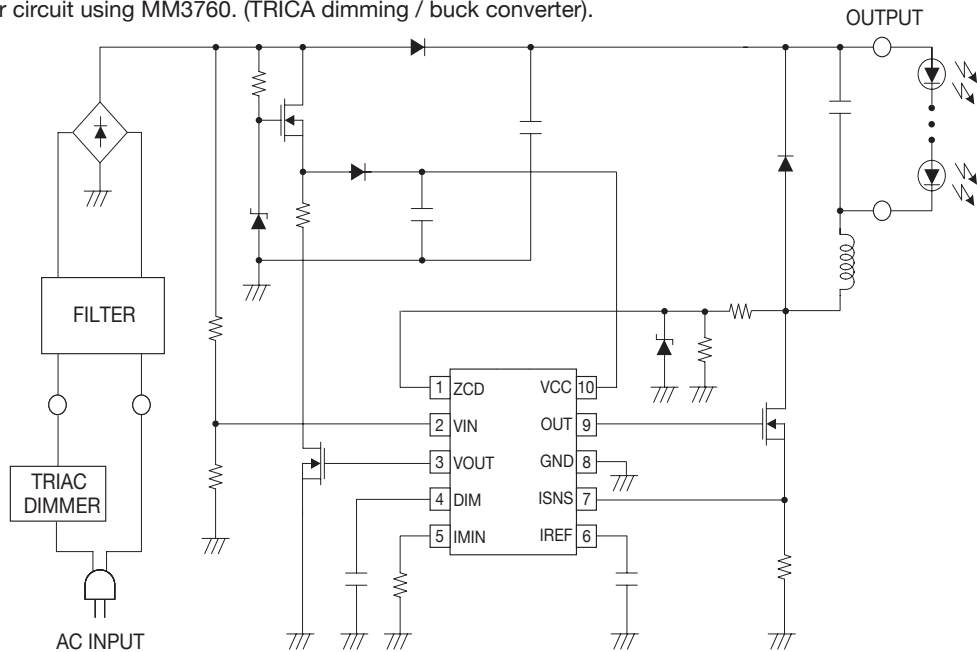 r circuit using MM3760. (TRICA dimming / buck converter).
OUTPUT
FILTER
TRIAC
DIMMER
AC INPUT
1 ZCD
2 VIN
3 VOUT
4 DIM
5 IMIN
VCC 10
OUT 9
GND 8
ISNS 7
IREF 6